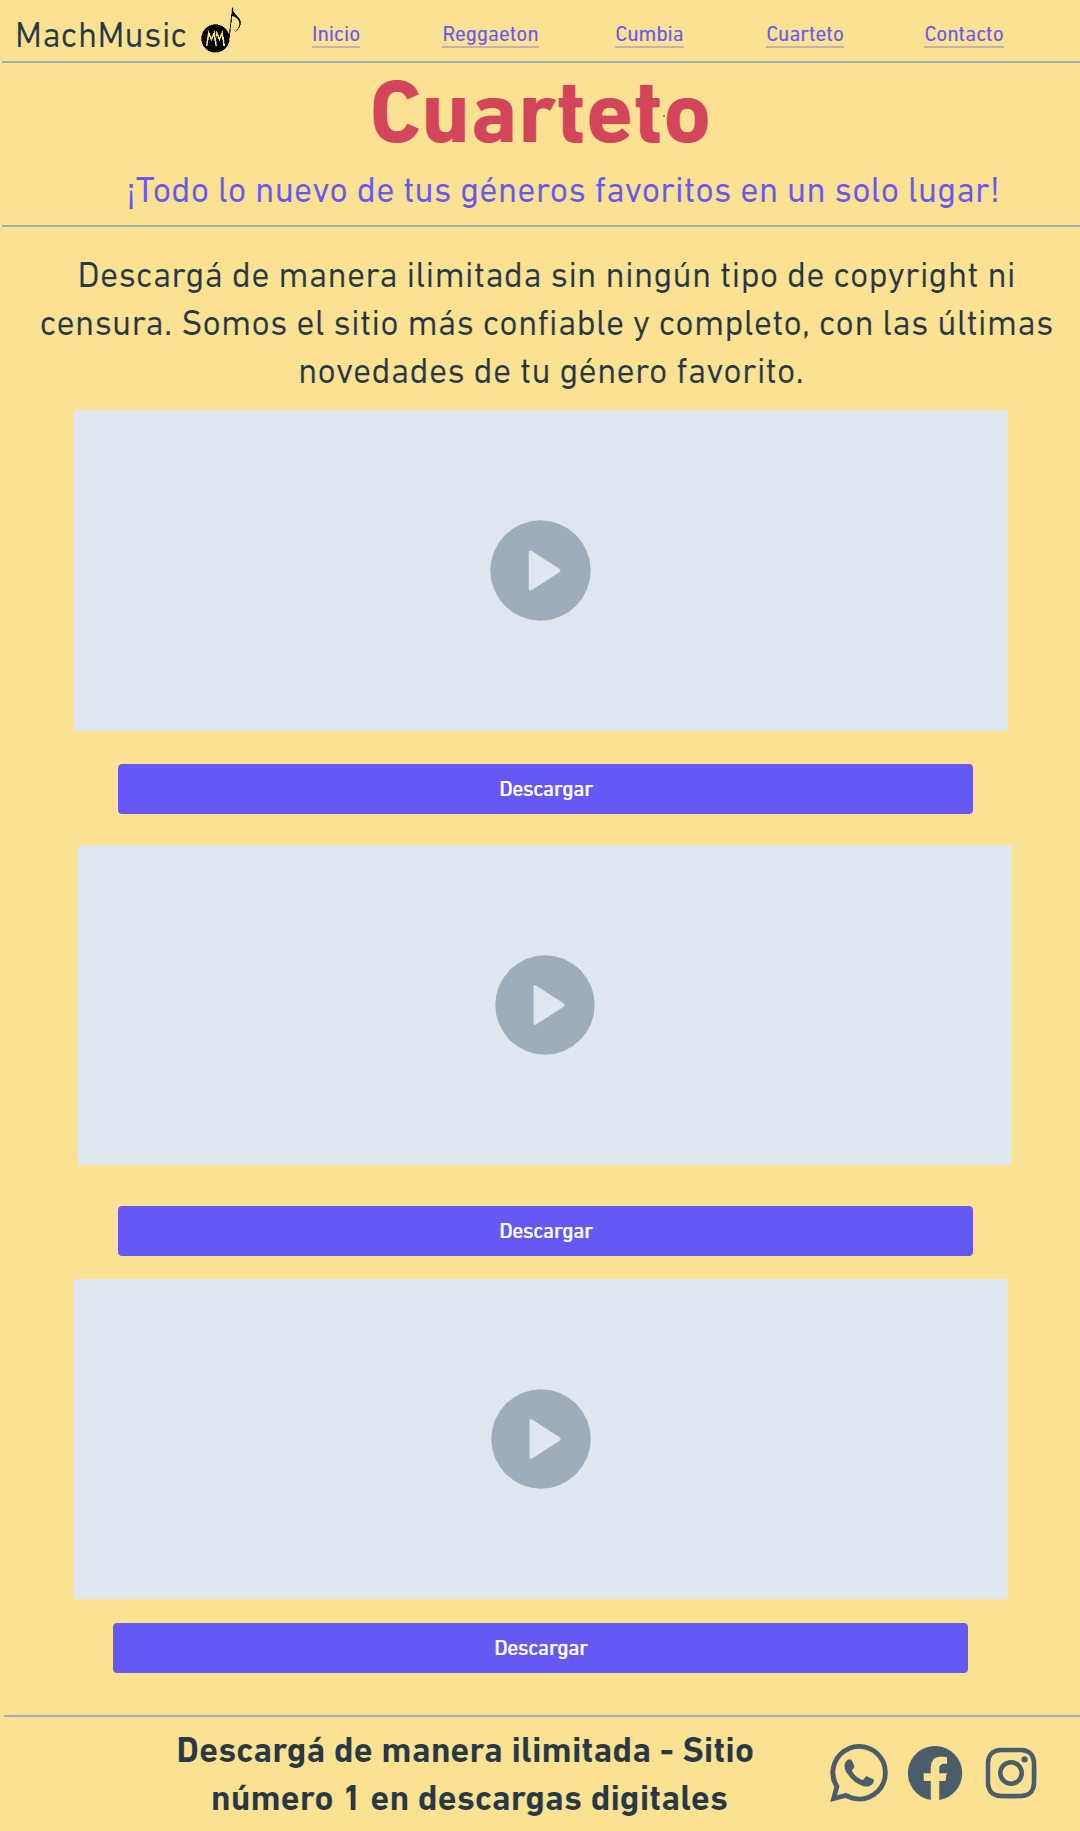 MachMusic MM Inicio Reggaeton Cumbia Cuarteto Contacto
Cuarteto
¡Todo lo nuevo de tus géneros favoritos en un solo lugar!
Descargá de manera ilimitada sin ningún tipo de copyright ni
censura. Somos el sitio más confiable y completo, con las últimas
novedades de tu género favorito.
Descargar
Descargar
Descargar
Descargá de manera ilimitada - Sitio
número 1 en descargas digitales